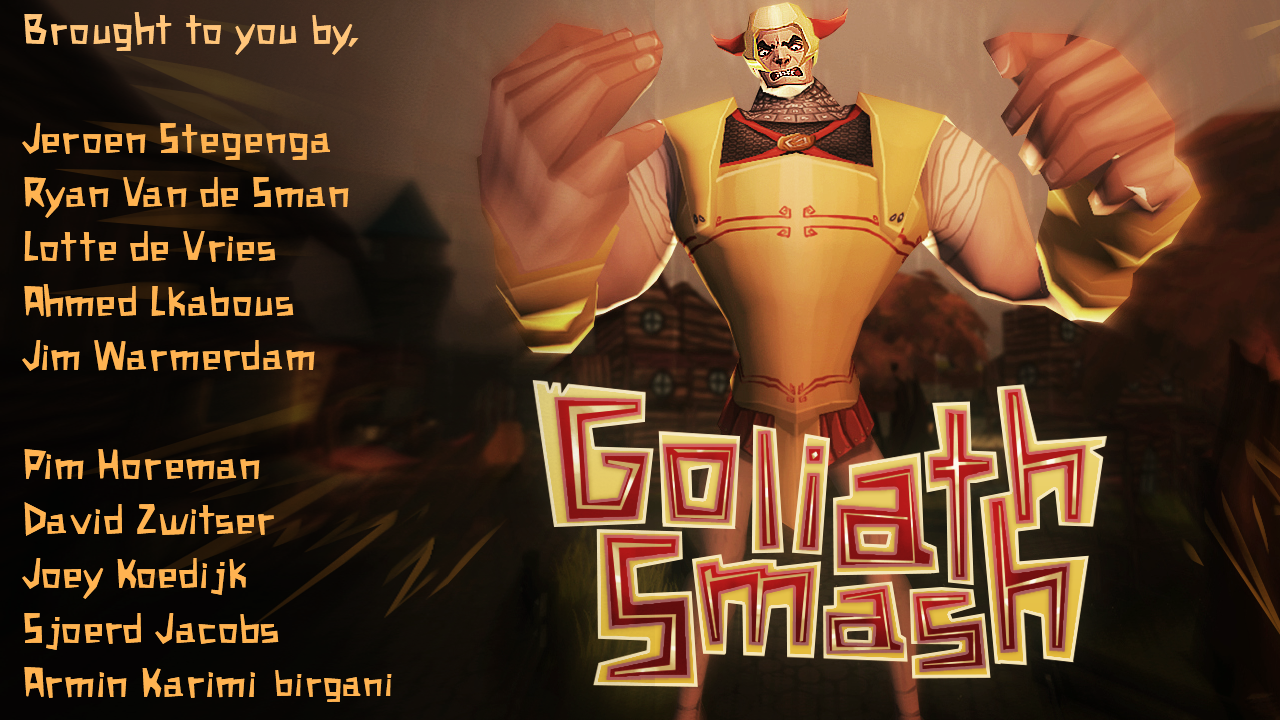 Brought to you by,
Jeroen Stegenga
Ryan Van de Sman
Lotte de Vries
Ahmed Lkabous
Jim Warmerdam
Pim Horeman
David Zwitser
Joey Koedijk
Sjoerd Jacobs
Armin Karimi birgani
Goliath
Smash